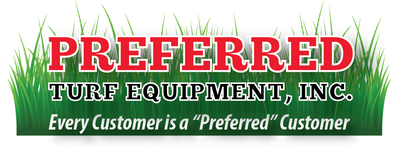 PREFERRED
TURF EQUIPMENT, INC.
Every Customer is a “Preferred” Customer